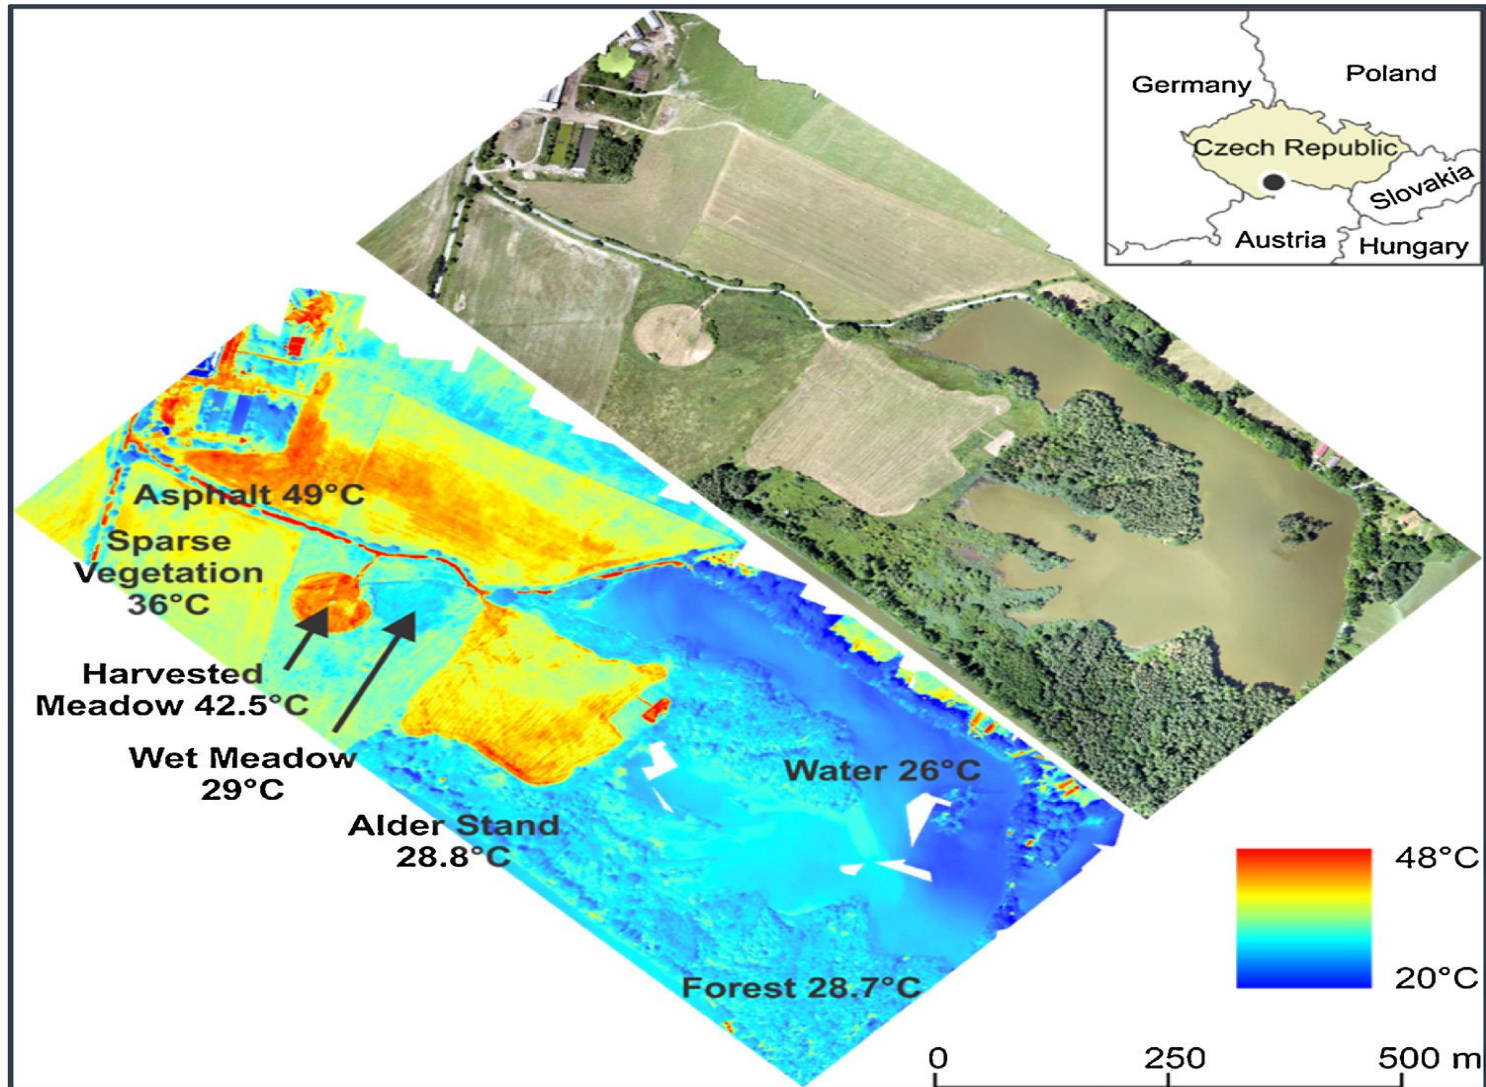 Germany
Poland
Czech Republic
Slovakia
Austria
Hungary
Asphalt 49°C
Sparse
Vegetation
36°C
Harvested
Meadow 42.5°C
Wet Meadow
29°C
Alder Stand
28.8°C
Water 26°C
Forest 28.7°C
48°C
20°C
0
250
500 m